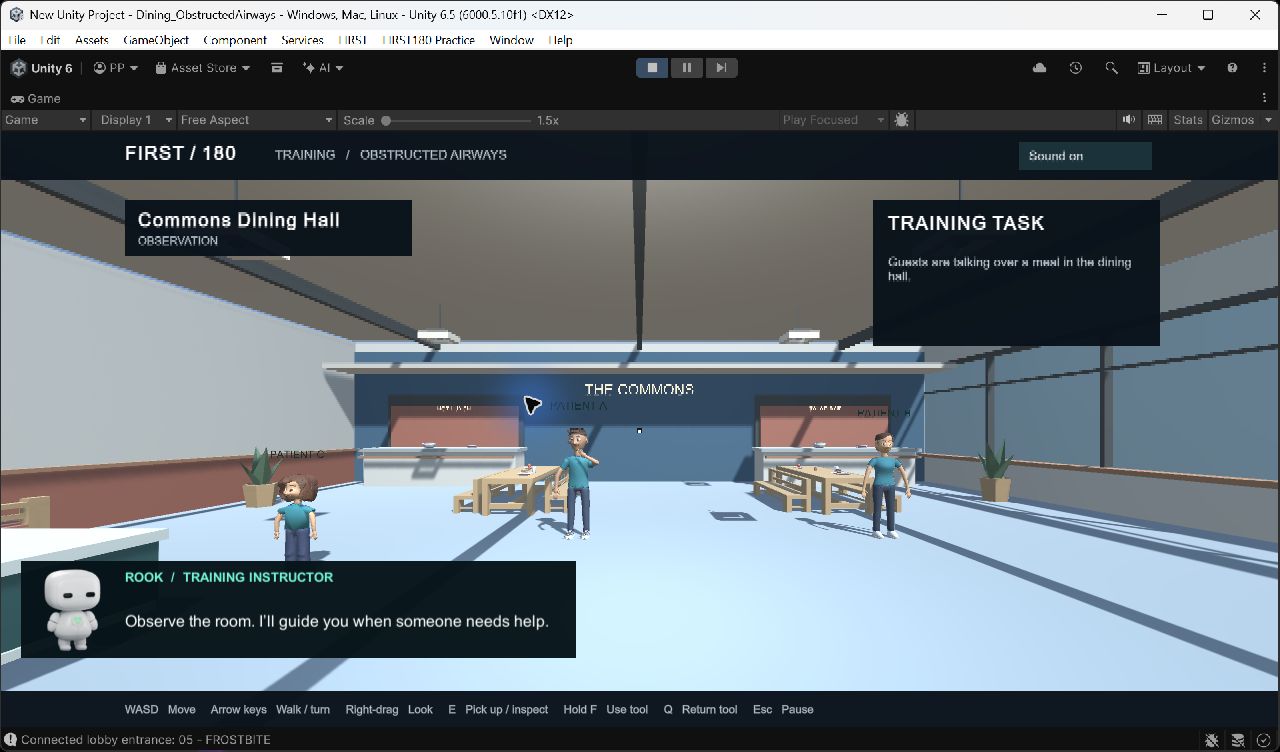 New Unity Project - Dining_ObstructedAirways - Windows, Mac, Linux - Unity 6.5 (6000.5.10f1) <DX12>
File Edit Assets GameObject Component Services FIRST FIRST180 Practice Window Help
Unity 6 PP Asset Store AI Layout
Game
Game Display 1 Free Aspect Scale 1.5x Play Focused Stats Gizmos
FIRST / 180 TRAINING / OBSTRUCTED AIRWAYS Sound on
Commons Dining Hall
OBSERVATION
TRAINING TASK
Guests are talking over a meal in the dining
hall.
THE COMMONS
PATIENT A
PATIENT B
PATIENT C
ROOK / TRAINING INSTRUCTOR
Observe the room. I'll guide you when someone needs help.
WASD Move Arrow keys Walk / turn Right-drag Look E Pick up / inspect Hold F Use tool Q Return tool Esc Pause
Connected lobby entrance: 05 - FROSTBITE